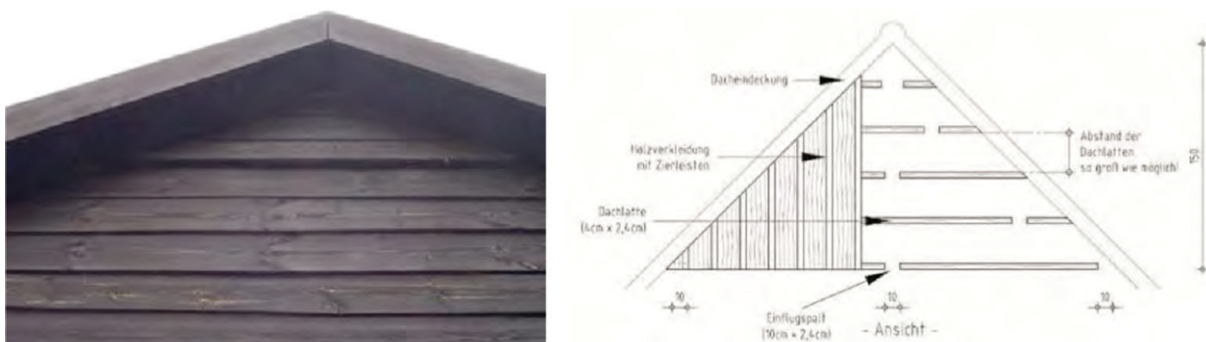 Dacheindeckung
Holzverkleidung
mit Zierleisten
Dachlatte
(4cm x 2,4cm)
Einflugspalt
(10cm x 2,4cm)
Abstand der
Dachlatten
so groß wie möglich!
150
10
10
10
- Ansicht -